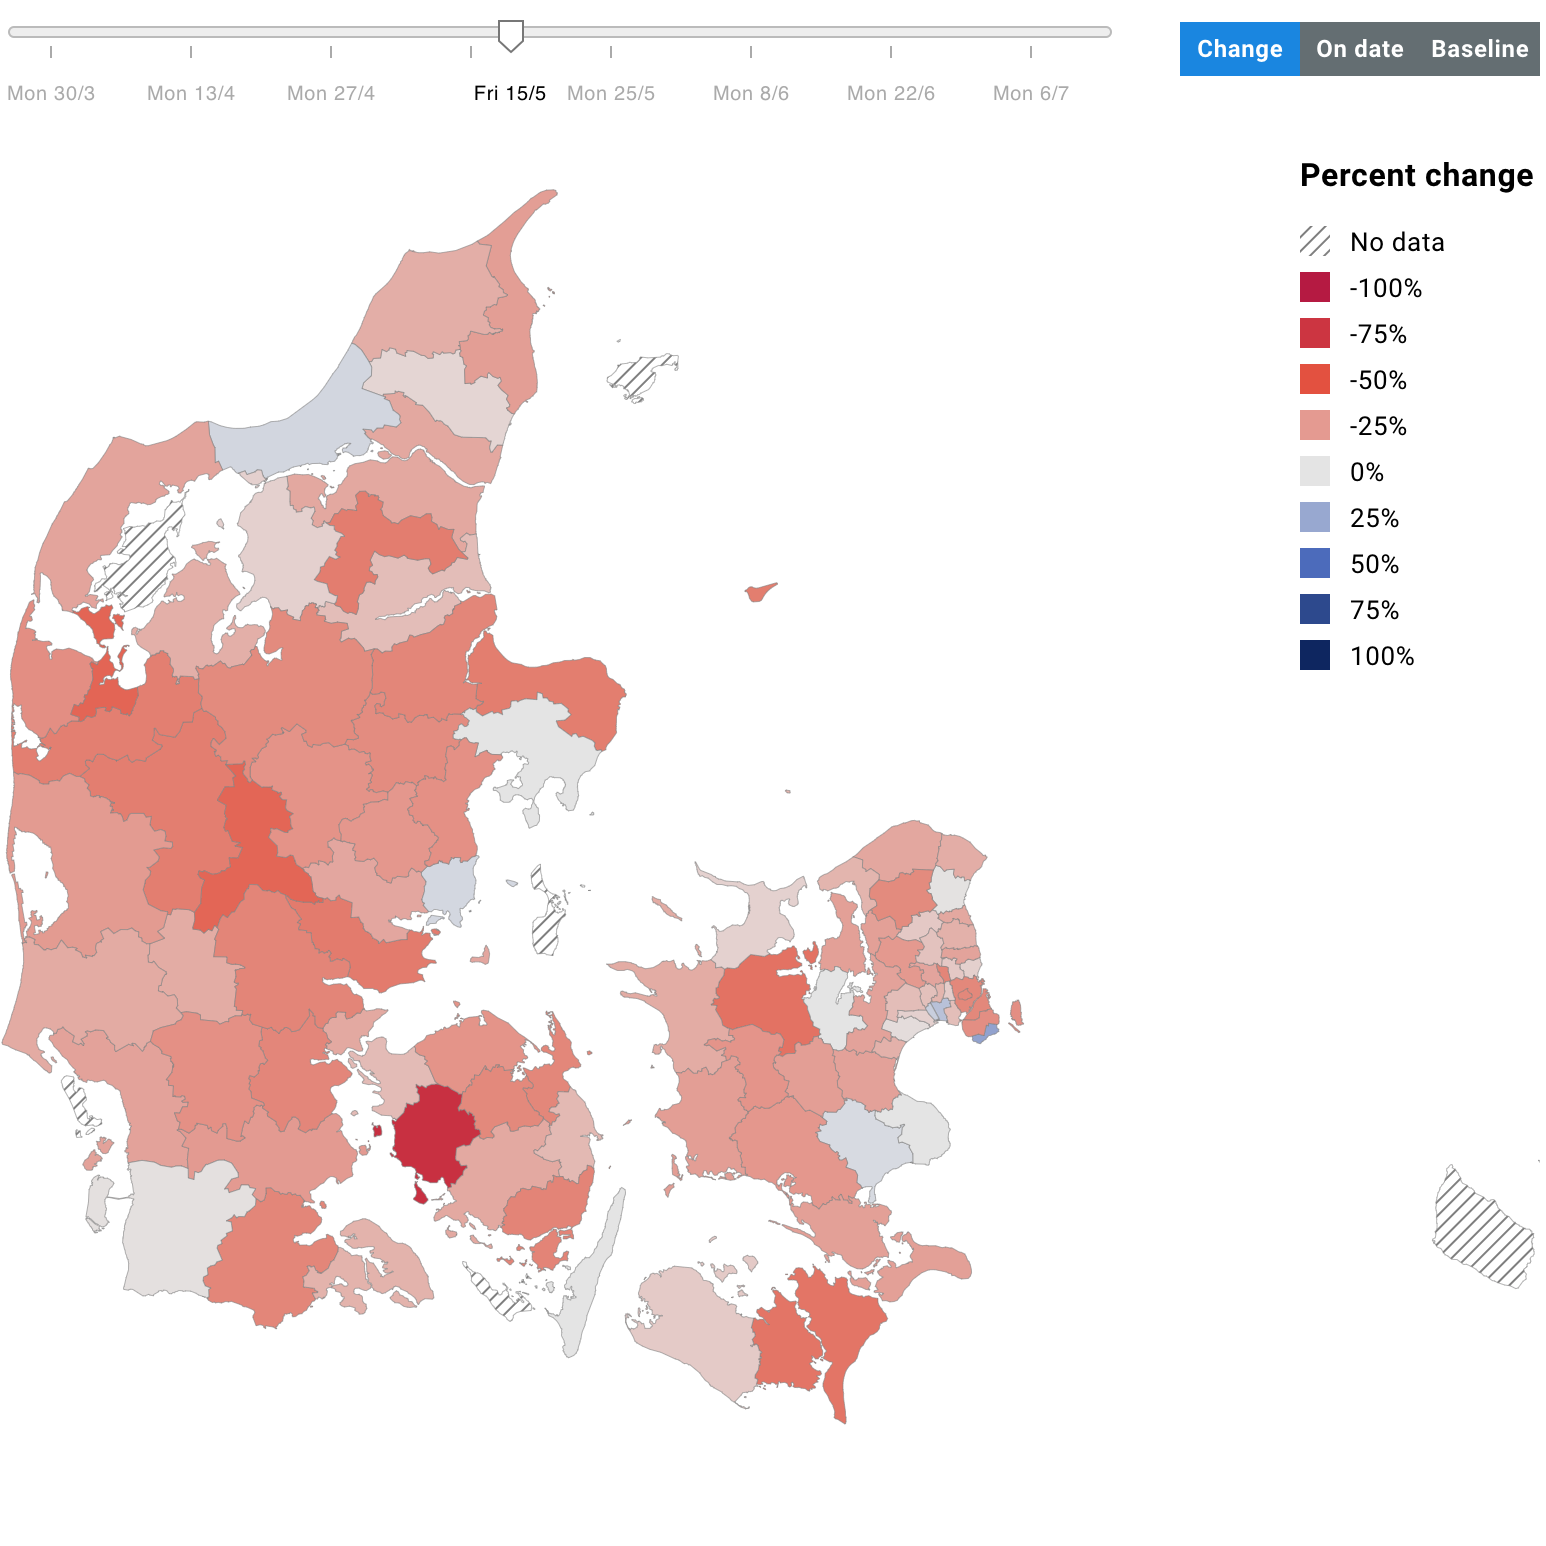 Change On date Baseline
Mon 30/3 Mon 13/4 Mon 27/4 Fri 15/5 Mon 25/5 Mon 8/6 Mon 22/6 Mon 6/7
Percent change
No data
-100%
-75%
-50%
-25%
0%
25%
50%
75%
100%